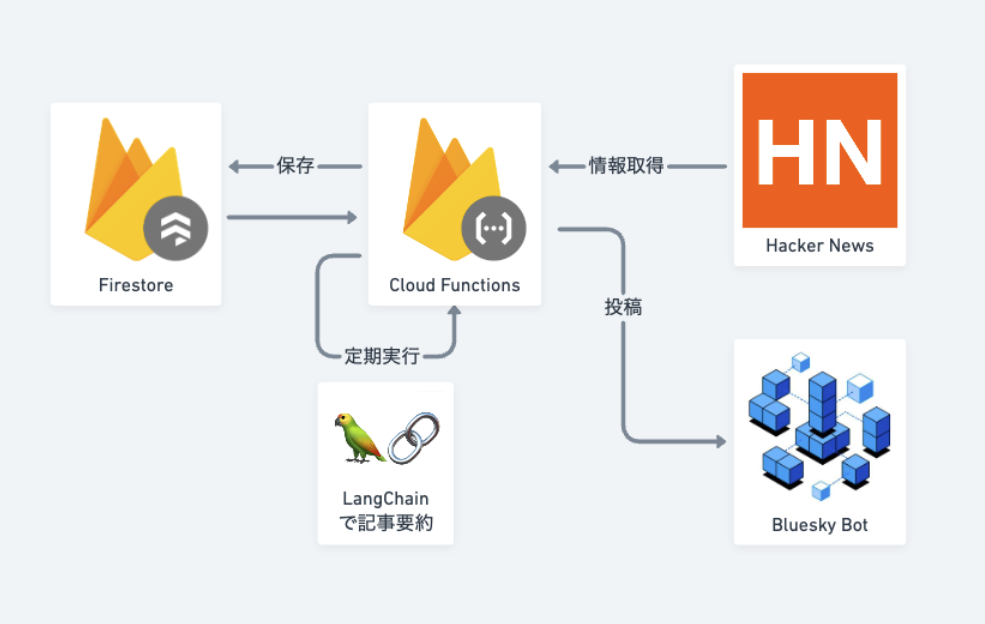 HN
Hacker News
保存
情報取得
Firestore
Cloud Functions
投稿
定期実行
LangChain
で記事要約
Bluesky Bot